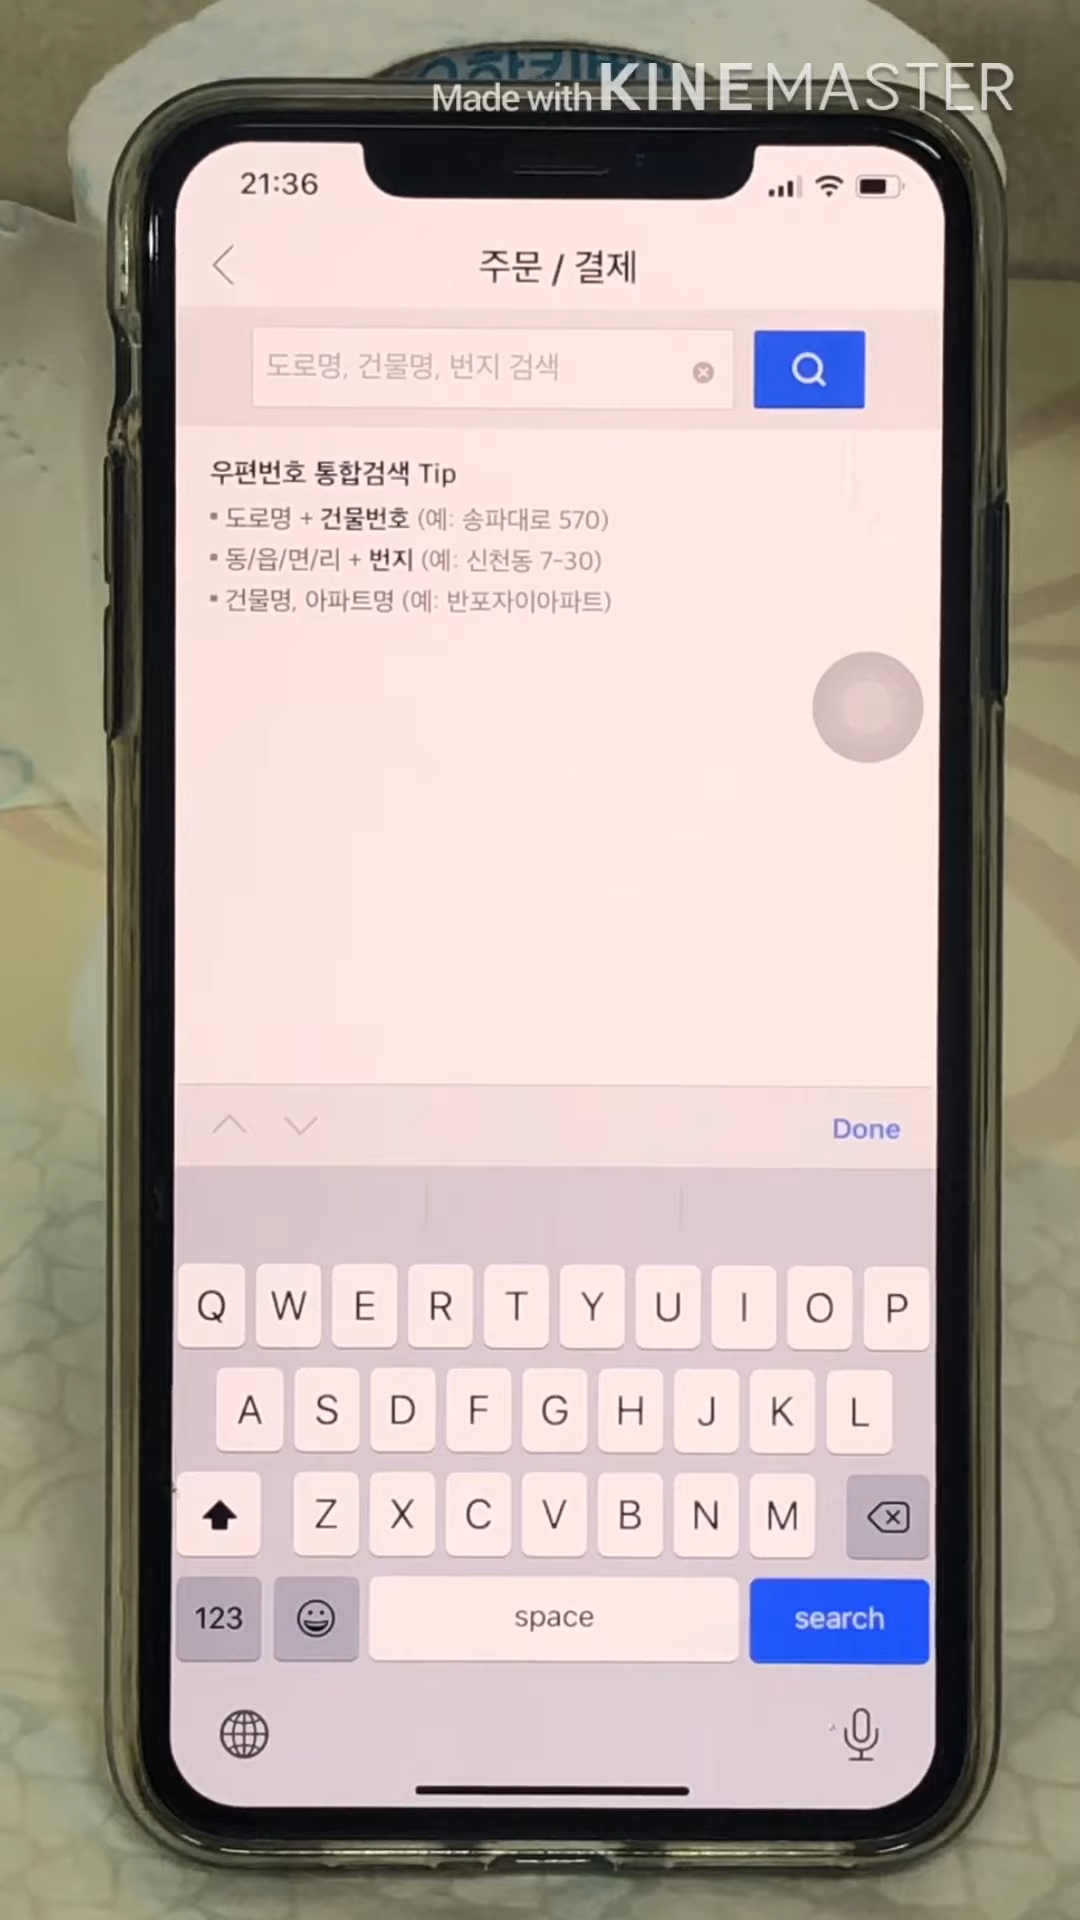 Made with KINEMASTER
21:36
주문 / 결제
도로명, 건물명, 번지 검색
우편번호 통합검색 Tip
▪ 도로명 + 건물번호 (예: 송파대로 570)
▪ 동/읍/면/리 + 번지 (예: 신천동 7-30)
▪ 건물명, 아파트명 (예: 반포자이아파트)
Done
Q W E R T Y U I O P
A S D F G H J K L
Z X C V B N M
123 space search